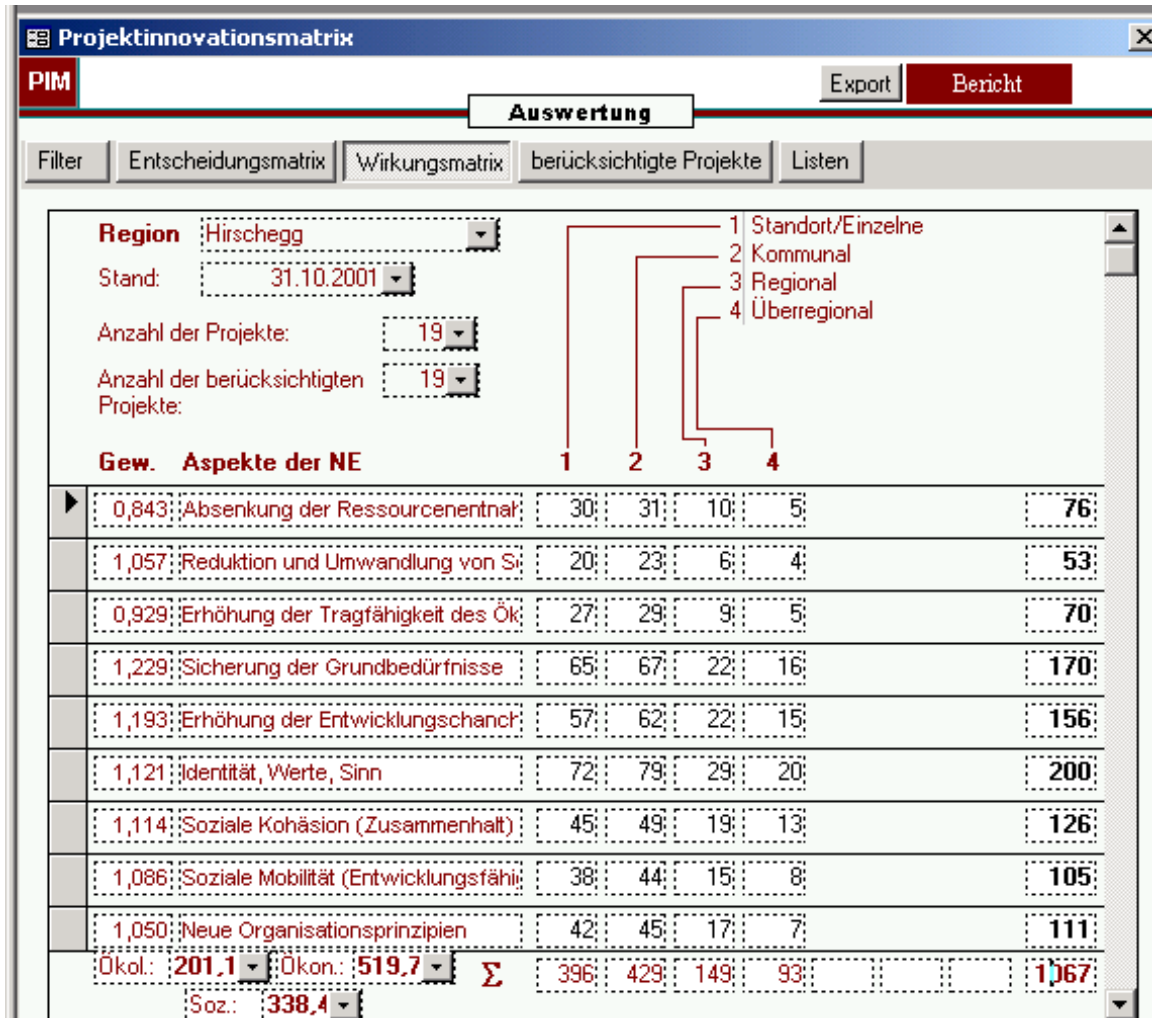 Projektinnovationsmatrix
PIM
Export Bericht
Auswertung
Filter Entscheidungsmatrix Wirkungsmatrix berücksichtigte Projekte Listen
Region Hirschegg
Stand: 31.10.2001
Anzahl der Projekte: 19
Anzahl der berücksichtigten 19
Projekte:
1 Standort/Einzelne
2 Kommunal
3 Regional
4 Überregional
Gew. Aspekte der NE 1 2 3 4
0,843 Absenkung der Ressourcenentnah 30 31 10 5 76
1,057 Reduktion und Umwandlung von S 20 23 6 4 53
0,929 Erhöhung der Tragfähigkeit des Ök 27 29 9 5 70
1,229 Sicherung der Grundbedürfnisse 65 67 22 16 170
1,193 Erhöhung der Entwicklungschanch 57 62 22 15 156
1,121 Identität, Werte, Sinn 72 79 29 20 200
1,114 Soziale Kohäsion (Zusammenhalt) 45 49 19 13 126
1,086 Soziale Mobilität (Entwicklungsfähig 38 44 15 8 105
1,050 Neue Organisationsprinzipien 42 45 17 7 111
Ökol.: 201,1 Ökon.: 519,7 Σ 396 429 149 93 1067
Soz.: 338,4